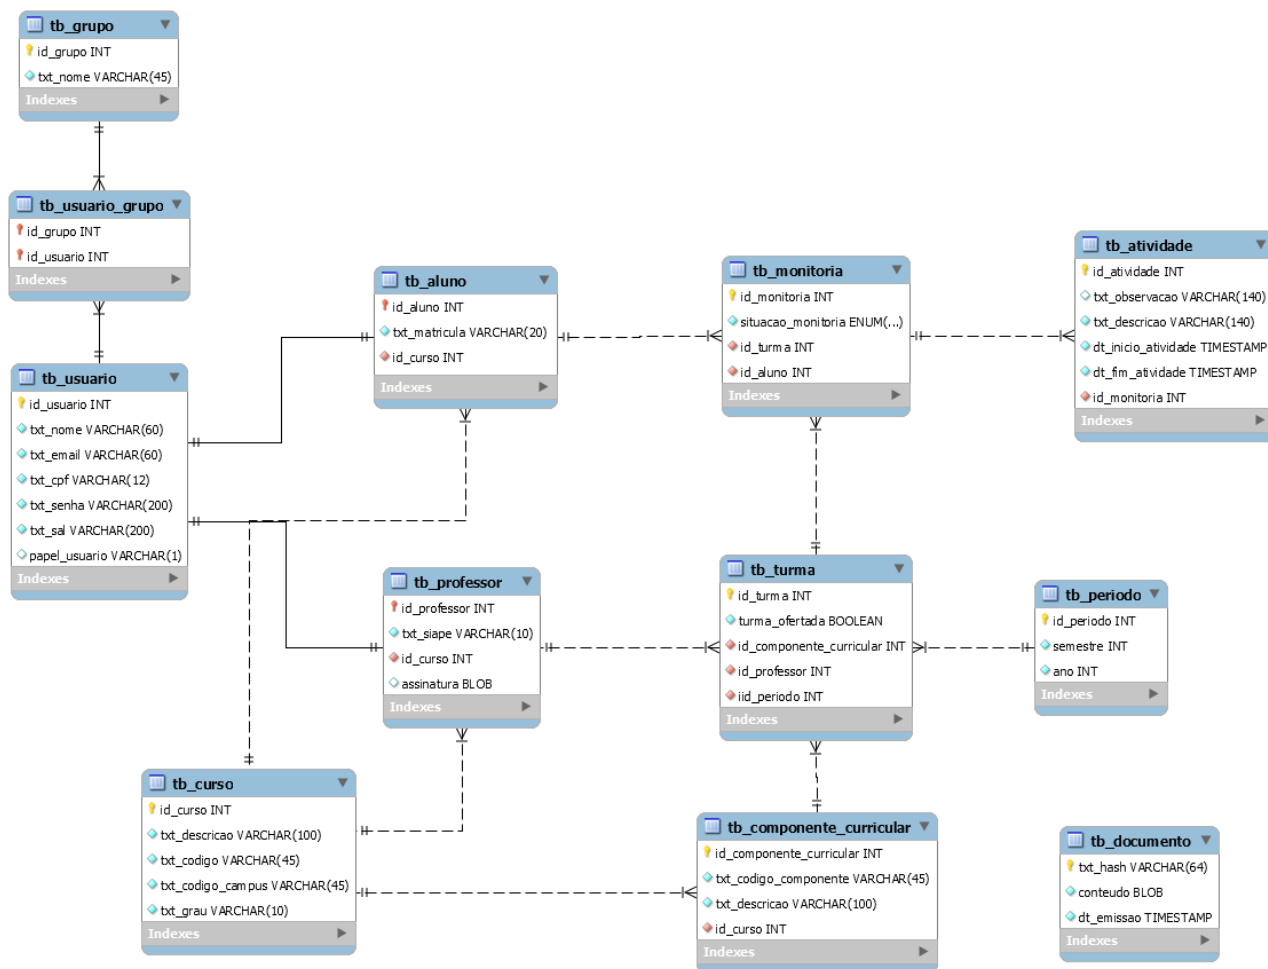 tb_grupo
id_grupo INT
txt_nome VARCHAR(45)
Indexes
tb_usuario_grupo
id_grupo INT
id_usuario INT
Indexes
tb_usuario
id_usuario INT
txt_nome VARCHAR(60)
txt_email VARCHAR(60)
txt_cpf VARCHAR(12)
txt_senha VARCHAR(200)
txt_sal VARCHAR(200)
papel_usuario VARCHAR(1)
Indexes
tb_aluno
id_aluno INT
txt_matricula VARCHAR(20)
id_curso INT
Indexes
tb_monitoria
id_monitoria INT
situacao_monitoria ENUM(...)
id_turma INT
id_aluno INT
Indexes
tb_atividade
id_atividade INT
txt_observacao VARCHAR(140)
txt_descricao VARCHAR(140)
dt_inicio_atividade TIMESTAMP
dt_fim_atividade TIMESTAMP
id_monitoria INT
Indexes
tb_professor
id_professor INT
txt_siape VARCHAR(10)
id_curso INT
assinatura BLOB
Indexes
tb_turma
id_turma INT
turma_ofertada BOOLEAN
id_componente_curricular INT
id_professor INT
iid_periodo INT
Indexes
tb_periodo
id_periodo INT
semestre INT
ano INT
Indexes
tb_curso
id_curso INT
txt_descricao VARCHAR(100)
txt_codigo VARCHAR(45)
txt_codigo_campus VARCHAR(45)
txt_grau VARCHAR(10)
Indexes
tb_componente_curricular
id_componente_curricular INT
txt_codigo_componente VARCHAR(45)
txt_descricao VARCHAR(100)
id_curso INT
Indexes
tb_documento
txt_hash VARCHAR(64)
conteudo BLOB
dt_emissao TIMESTAMP
Indexes